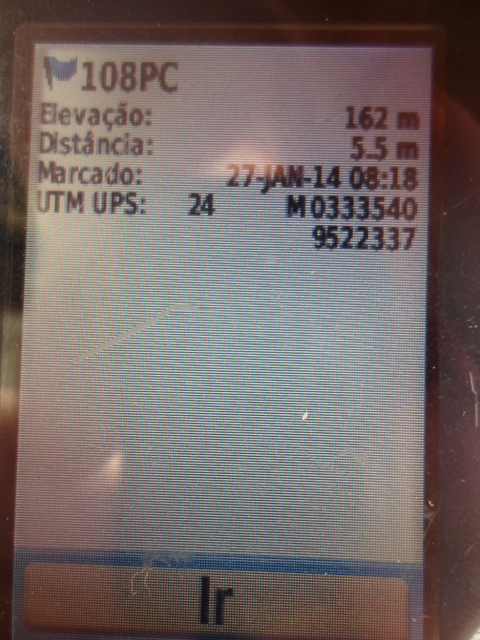 108PC
Elevação: 162 m
Distância: 5.5 m
Marcado: 27-JAN-14 08:18
UTM UPS: 24 M 0333540
9522337
Ir